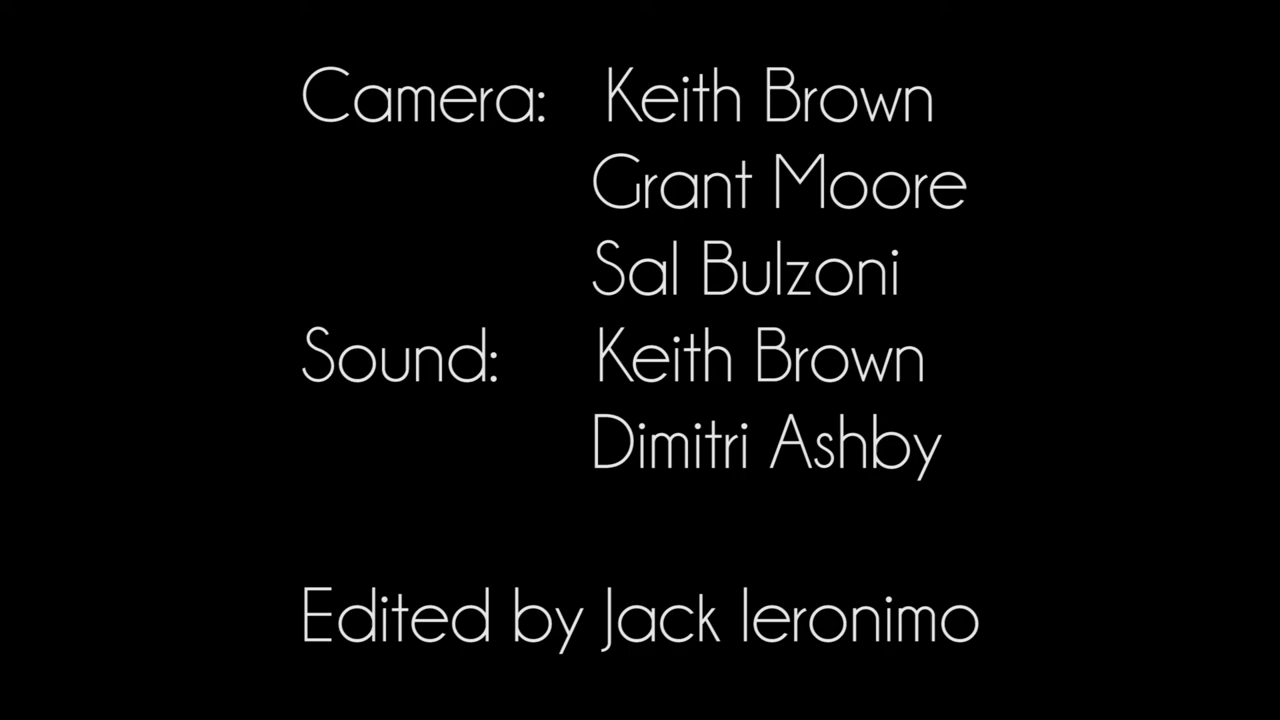 Camera: Keith Brown
Grant Moore
Sal Bulzoni
Sound: Keith Brown
Dimitri Ashby
Edited by Jack Ieronimo